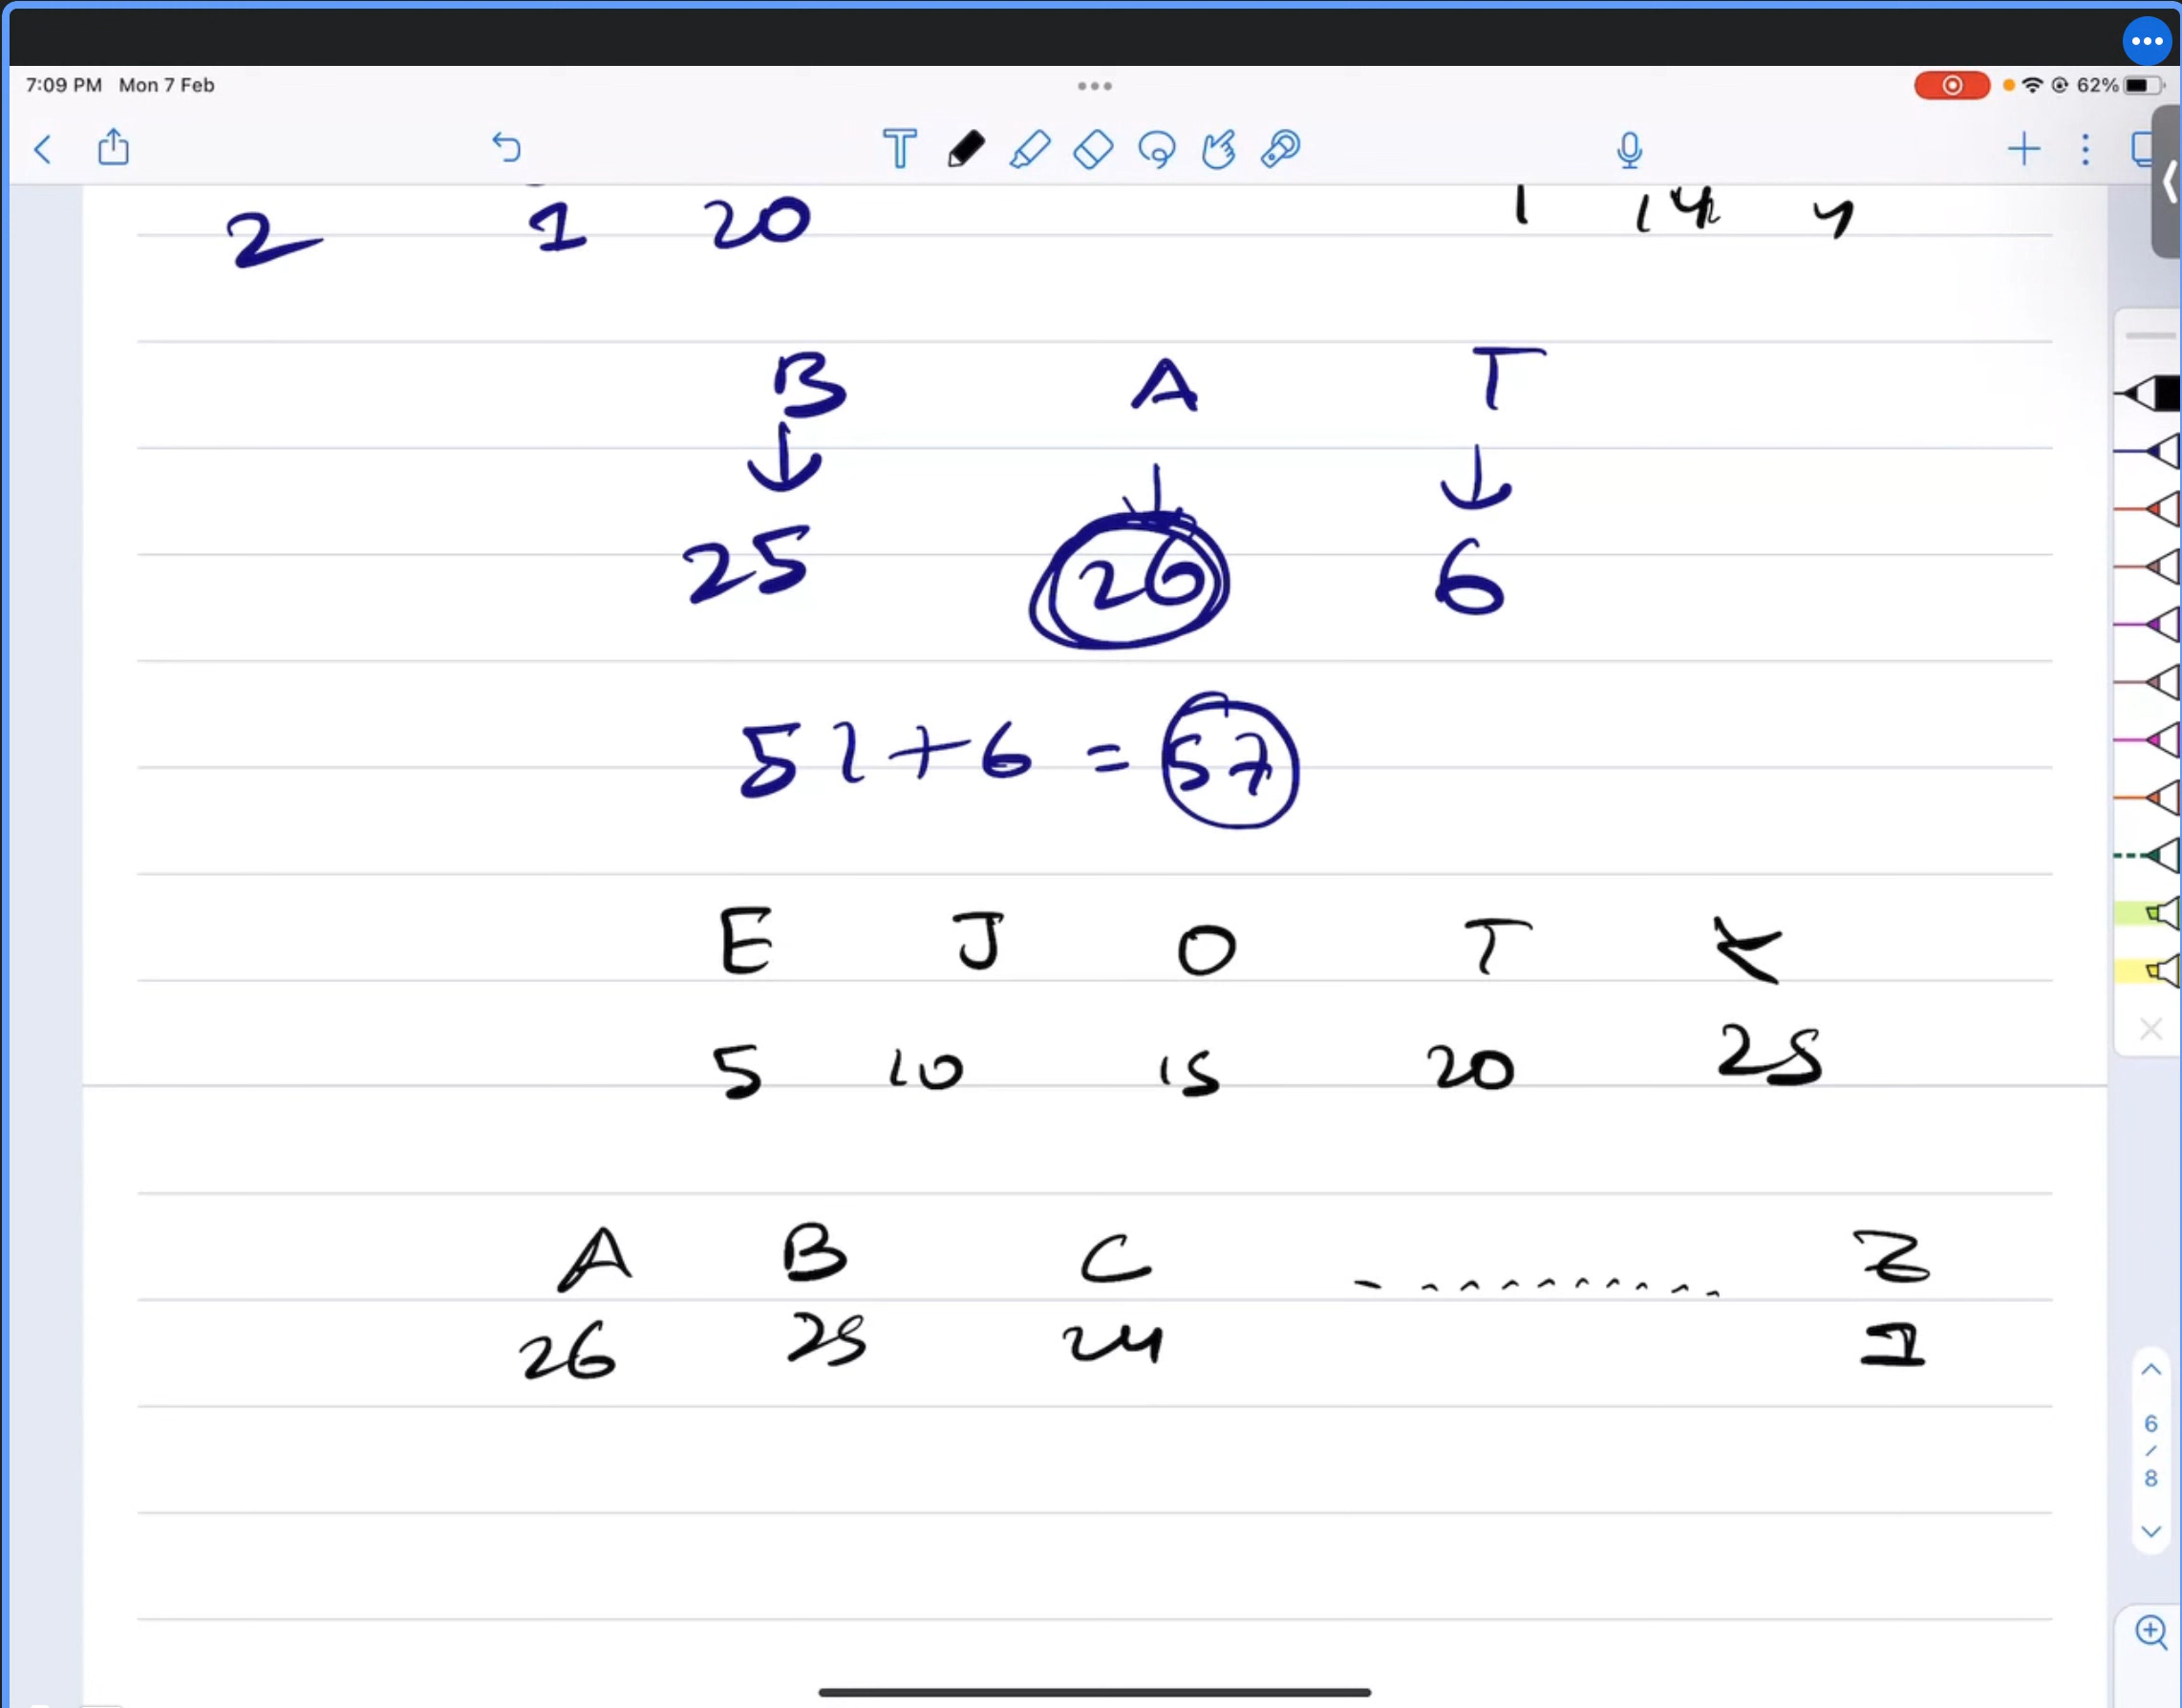 7:09 PM Mon 7 Feb 62%
T
2 1 20 1 14 4
B A T
25 26 6
51+6 = 57
E J O T Y
5 10 15 20 25
A B C - - - - - - - - - - Z
26 25 24 1
6
/
8